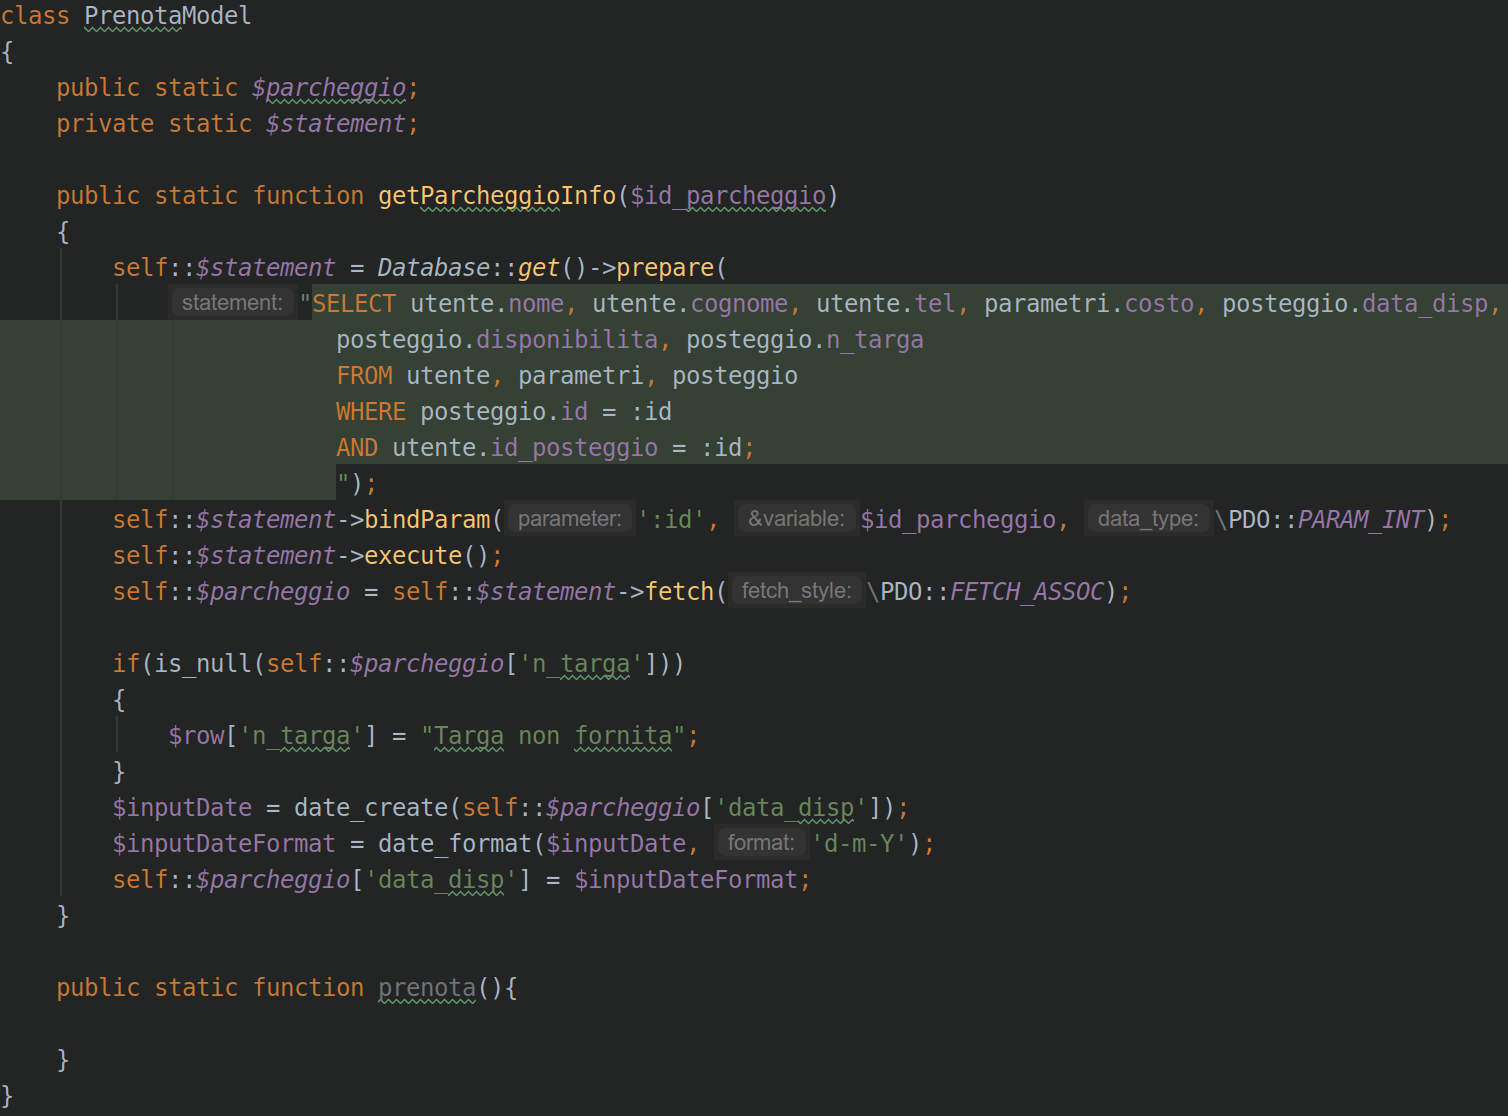 class PrenotaModel
{
    public static $parcheggio;
    private static $statement;

    public static function getParcheggioInfo($id_parcheggio)
    {
        self::$statement = Database::get()->prepare(
            statement: "SELECT utente.nome, utente.cognome, utente.tel, parametri.costo, posteggio.data_disp,
                        posteggio.disponibilita, posteggio.n_targa
                        FROM utente, parametri, posteggio
                        WHERE posteggio.id = :id
                        AND utente.id_posteggio = :id;
                        ");
        self::$statement->bindParam( parameter: ':id', &variable: $id_parcheggio, data_type: \PDO::PARAM_INT);
        self::$statement->execute();
        self::$parcheggio = self::$statement->fetch( fetch_style: \PDO::FETCH_ASSOC);

        if(is_null(self::$parcheggio['n_targa']))
        {
            $row['n_targa'] = "Targa non fornita";
        }
        $inputDate = date_create(self::$parcheggio['data_disp']);
        $inputDateFormat = date_format($inputDate, format: 'd-m-Y');
        self::$parcheggio['data_disp'] = $inputDateFormat;
    }

    public static function prenota(){

    }
}